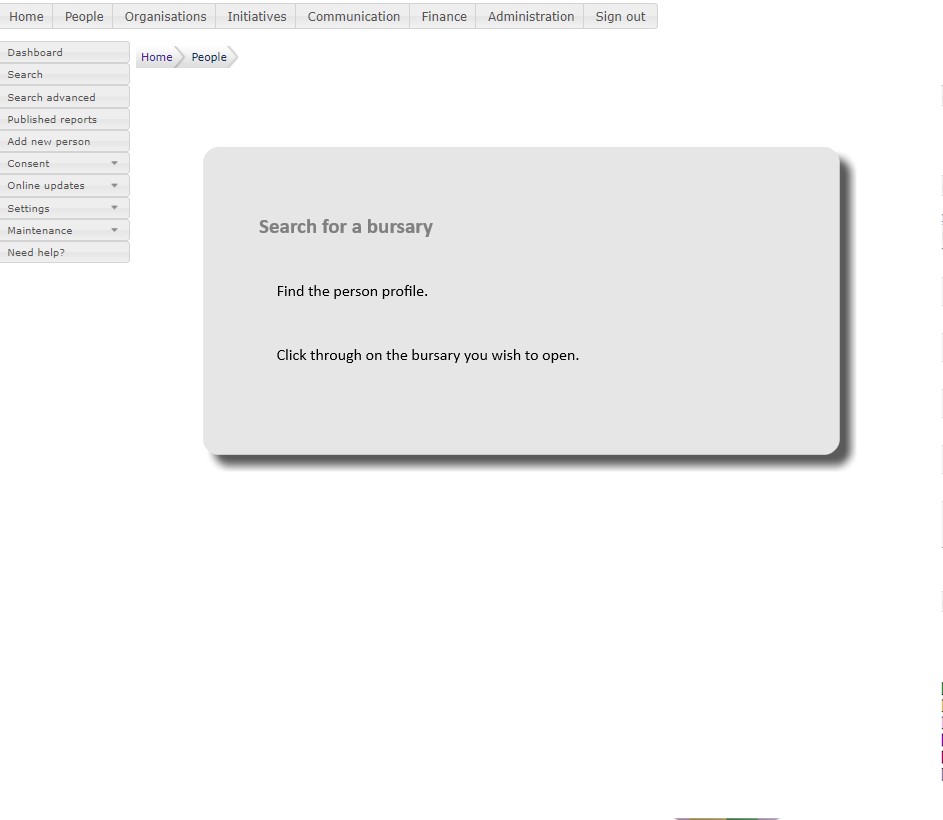 Home People Organisations Initiatives Communication Finance Administration Sign out
Dashboard
Search
Search advanced
Published reports
Add new person
Consent
Online updates
Settings
Maintenance
Need help?
Home People
Search for a bursary
Find the person profile.
Click through on the bursary you wish to open.